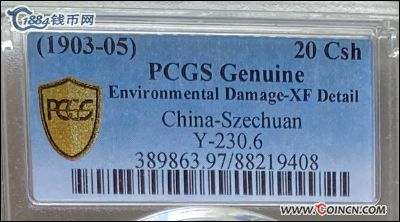 1884钱币网
(1903-05) 20 Csh
PCGS Genuine
Environmental Damage-XF Detail
PCGS
China-Szechuan
Y-230.6
389863.97/88219408
www.COINCN.com